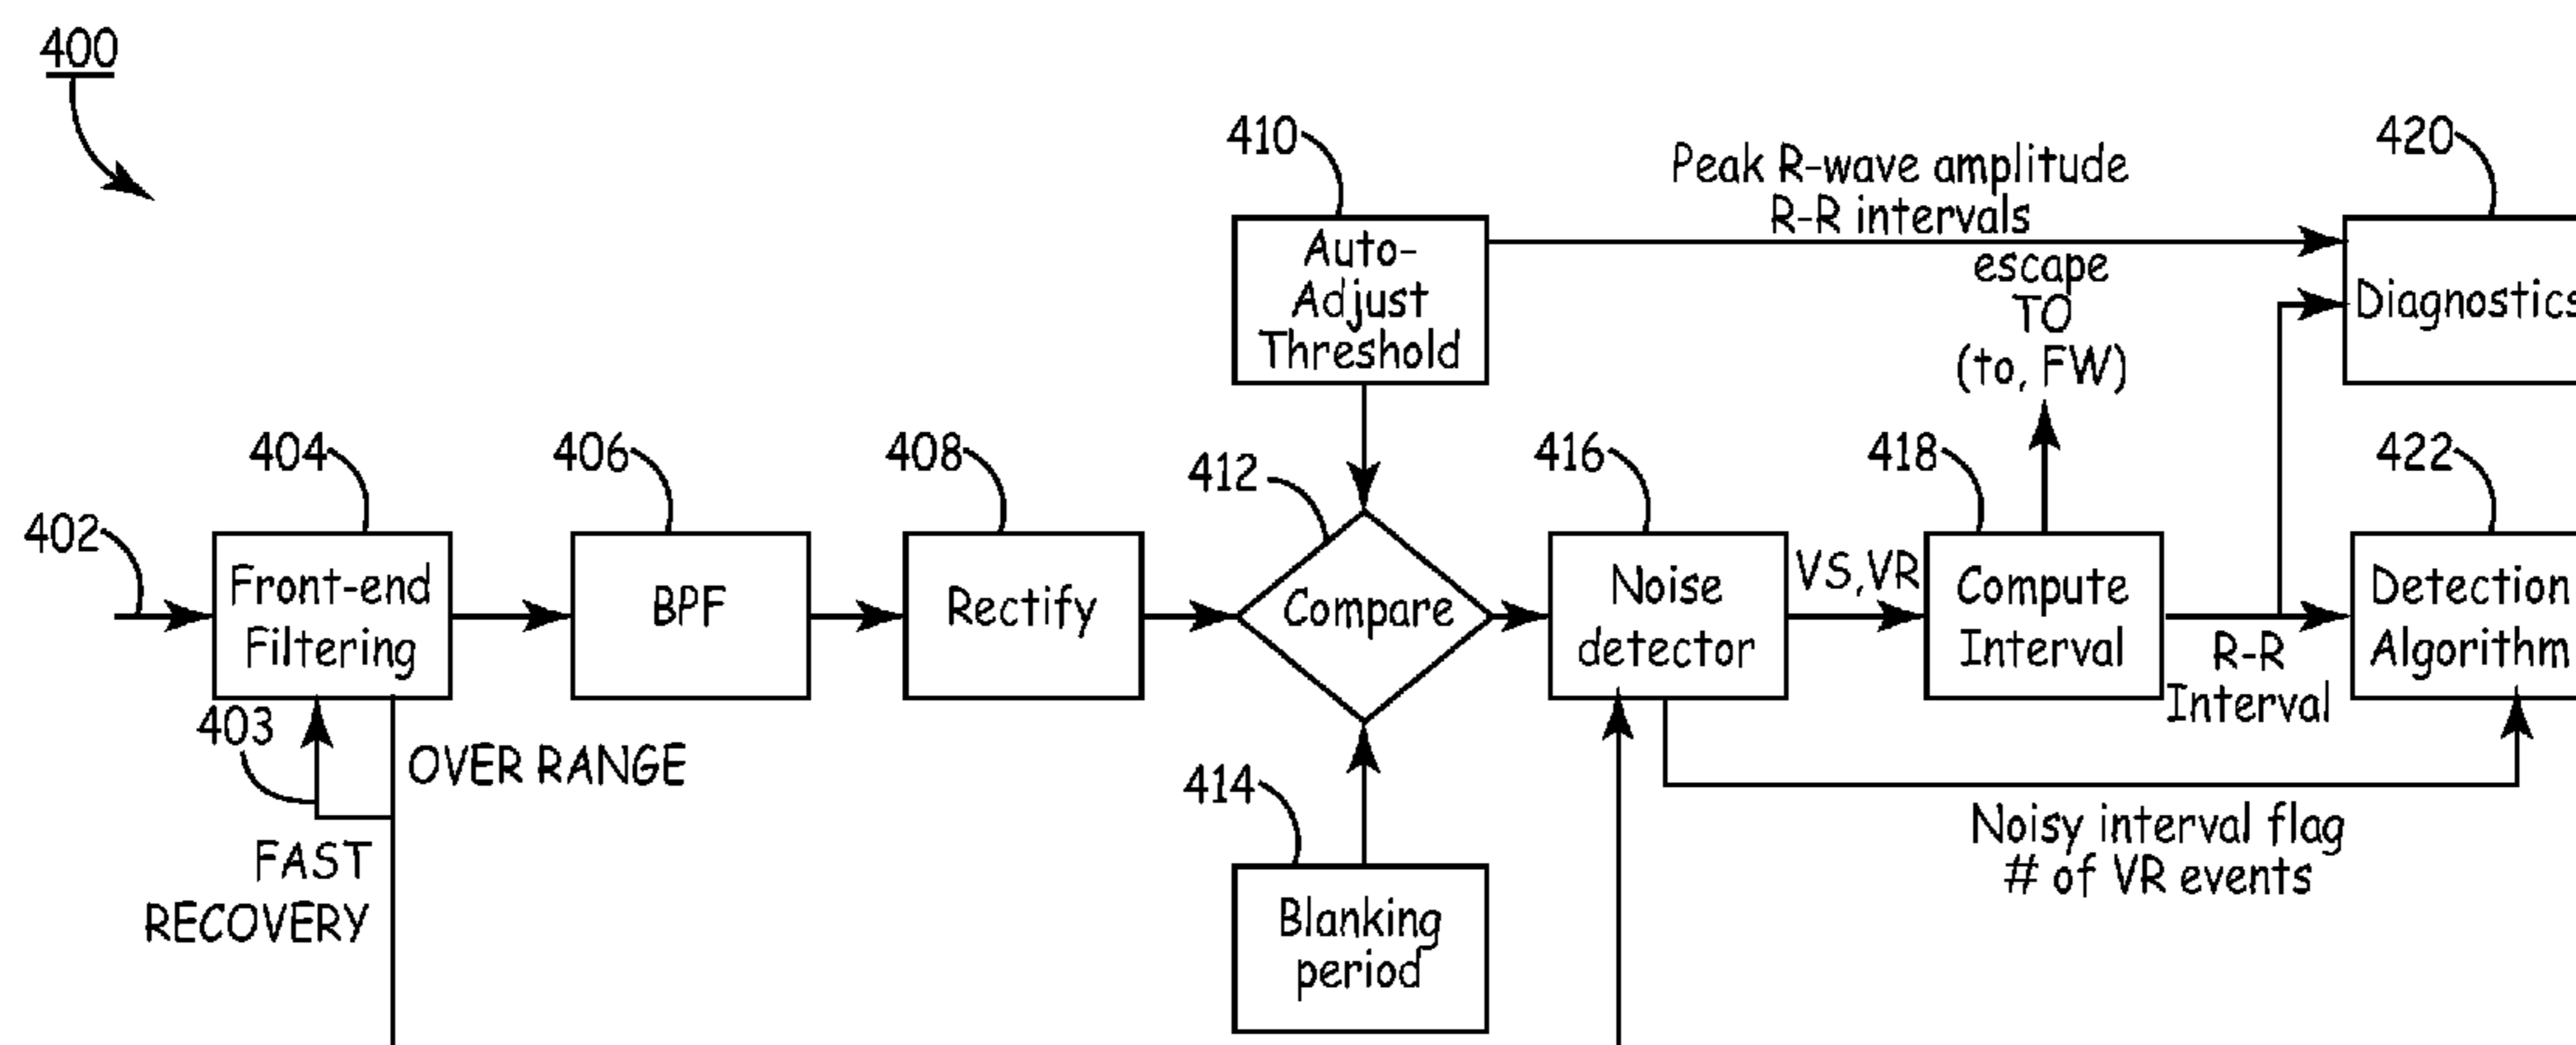 400
410
Peak R-wave amplitude
R-R intervals
420
Auto-
Adjust
Threshold
escape
TO
(to, FW)
Diagnostics
404
406
408
412
416
418
422
402
Front-end
Filtering
BPF
Rectify
Compare
Noise
detector
VS,VR
Compute
Interval
R-R
Interval
Detection
Algorithm
403
OVER RANGE
FAST
RECOVERY
414
Blanking
period
Noisy interval flag
# of VR events